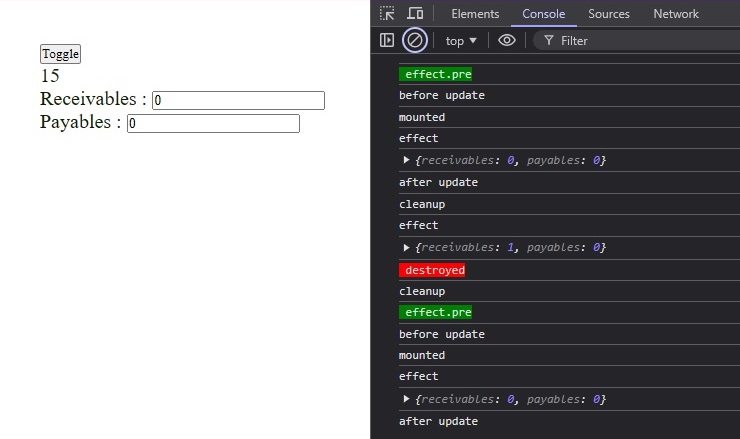 Toggle
15
Receivables : 0
Payables : 0
Elements Console Sources Network
top Filter
effect.pre
before update
mounted
effect
{receivables: 0, payables: 0}
after update
cleanup
effect
{receivables: 1, payables: 0}
destroyed
cleanup
effect.pre
before update
mounted
effect
{receivables: 0, payables: 0}
after update